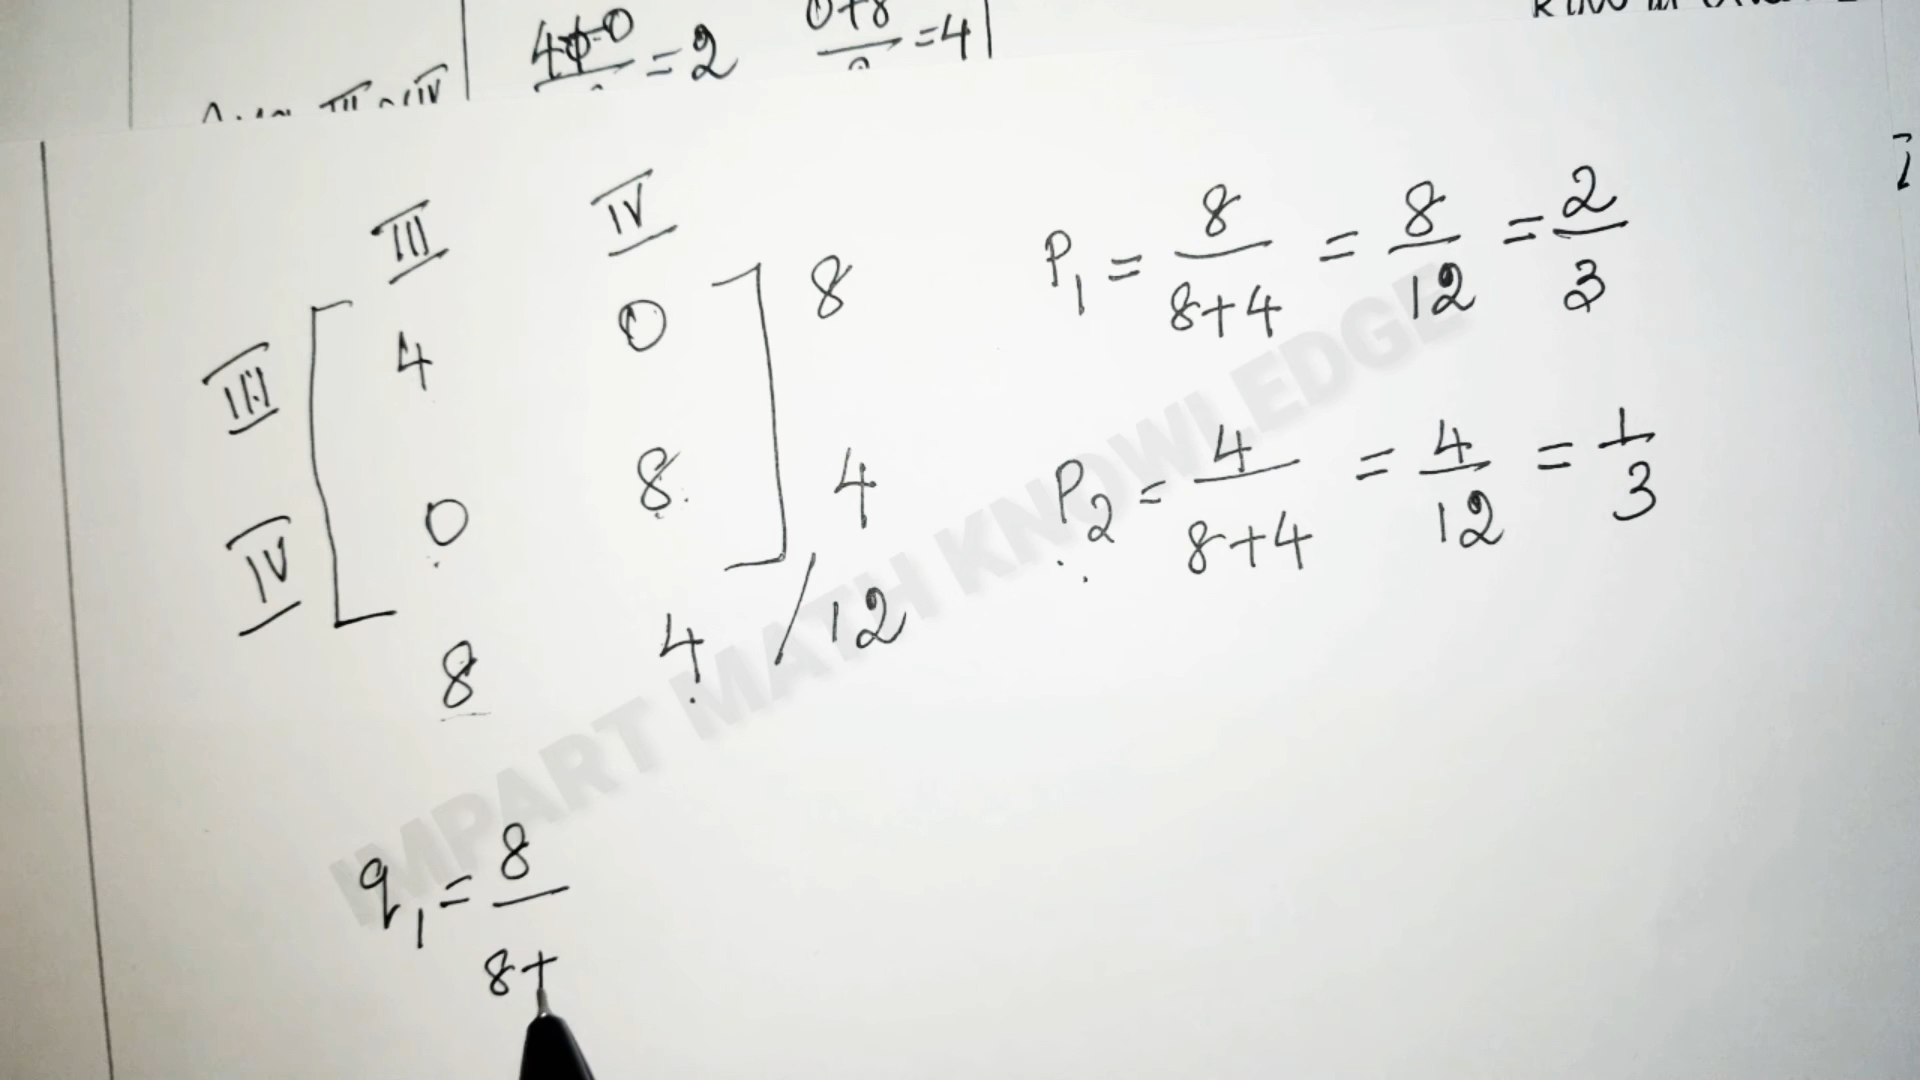 4+0 = 2 0+8 = 4
III IV
III IV
III 4 0 8
IV 0 8 4
8 4 / 12
P1 = 8/(8+4) = 8/12 = 2/3
P2 = 4/(8+4) = 4/12 = 1/3
q1 = 8/(8+
IMPART MATH KNOWLEDGE